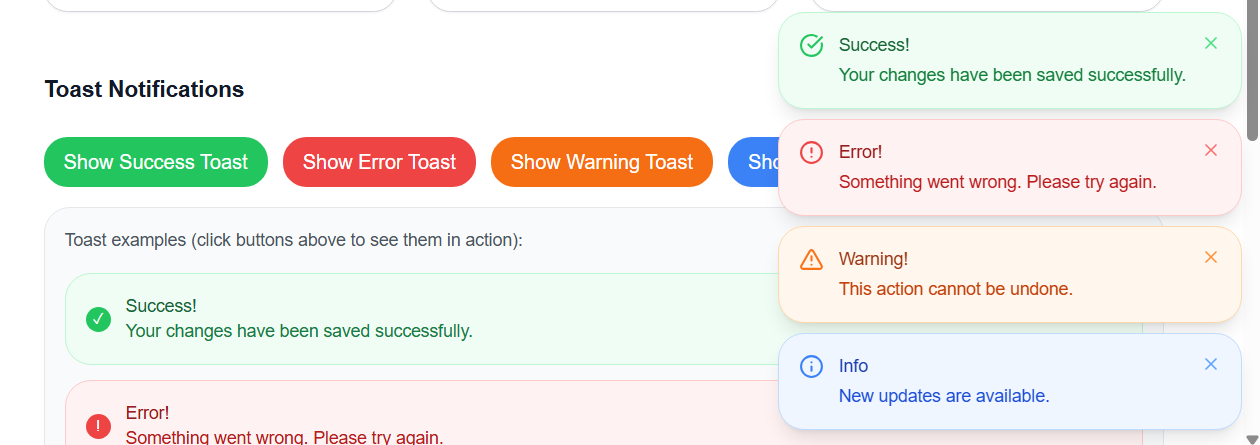 Toast Notifications
Show Success Toast
Show Error Toast
Show Warning Toast
Toast examples (click buttons above to see them in action):
Success!
Your changes have been saved successfully.
Error!
Something went wrong. Please try again.
Success!
Your changes have been saved successfully.
Error!
Something went wrong. Please try again.
Warning!
This action cannot be undone.
Info
New updates are available.